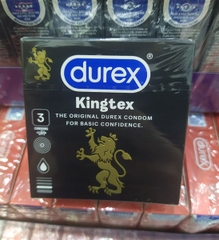 durex
Kingtex
THE ORIGINAL DUREX CONDOM
FOR BASIC CONFIDENCE.
3